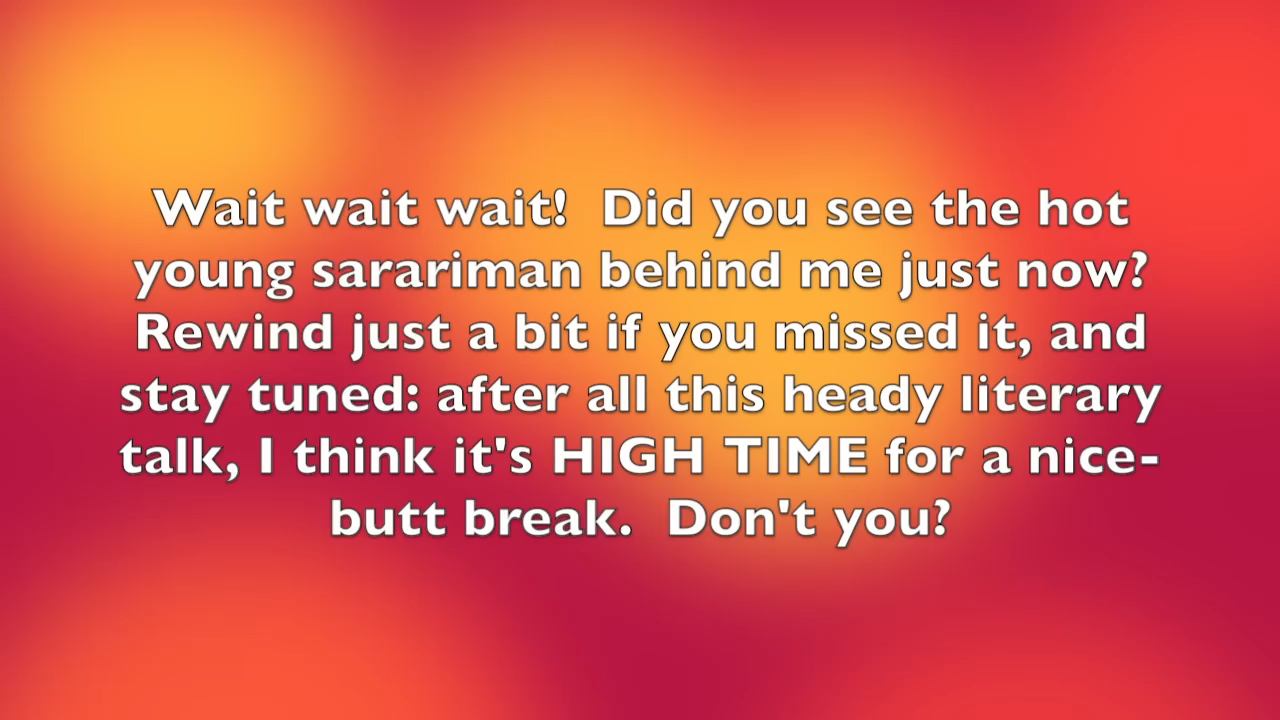 Wait wait wait!  Did you see the hot
young sarariman behind me just now?
Rewind just a bit if you missed it, and
stay tuned: after all this heady literary
talk, I think it's HIGH TIME for a nice-
butt break.  Don't you?